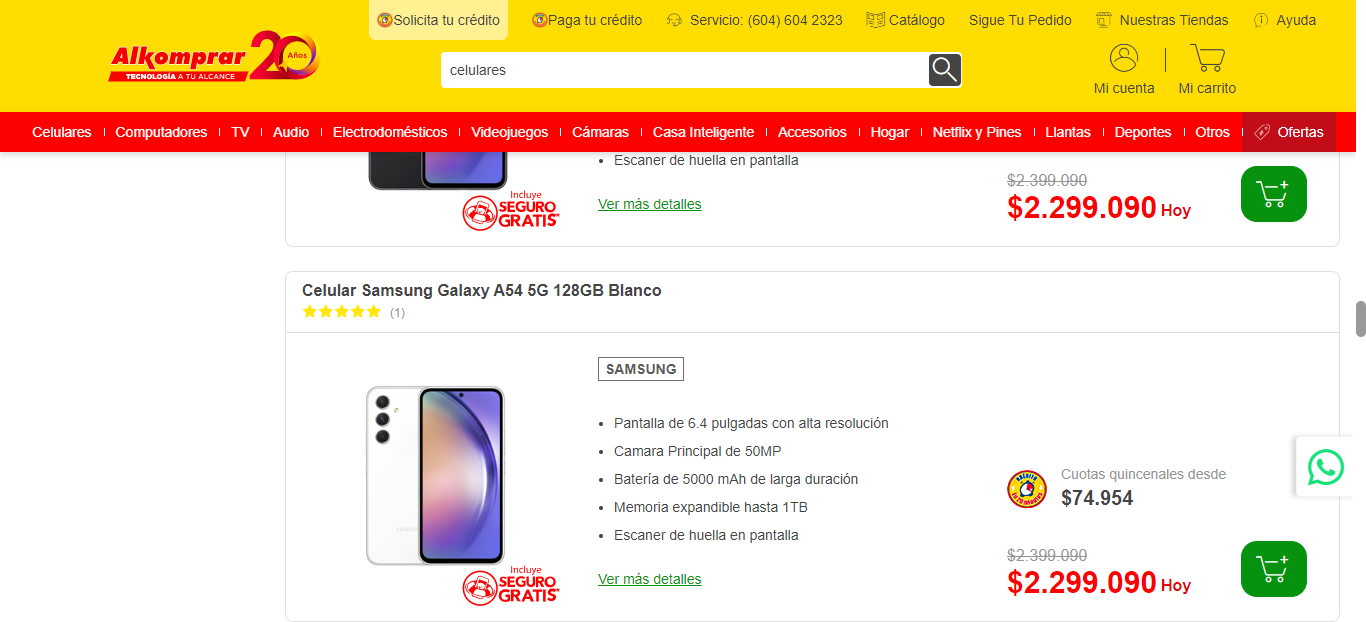 Solicita tu crédito
Paga tu crédito
Servicio: (604) 604 2323
Catálogo
Sigue Tu Pedido
Nuestras Tiendas
Ayuda
Alkomprar 20 Años
TECNOLOGÍA A TU ALCANCE
celulares
Mi cuenta
Mi carrito
Celulares
Computadores
TV
Audio
Electrodomésticos
Videojuegos
Cámaras
Casa Inteligente
Accesorios
Hogar
Netflix y Pines
Llantas
Deportes
Otros
Ofertas
Escaner de huella en pantalla
Incluye
SEGURO
GRATIS*
Ver más detalles
$2.399.090
$2.299.090 Hoy
Celular Samsung Galaxy A54 5G 128GB Blanco
(1)
SAMSUNG
Pantalla de 6.4 pulgadas con alta resolución
Camara Principal de 50MP
Batería de 5000 mAh de larga duración
Memoria expandible hasta 1TB
Escaner de huella en pantalla
Incluye
SEGURO
GRATIS*
Ver más detalles
Cuotas quincenales desde
$74.954
$2.399.090
$2.299.090 Hoy